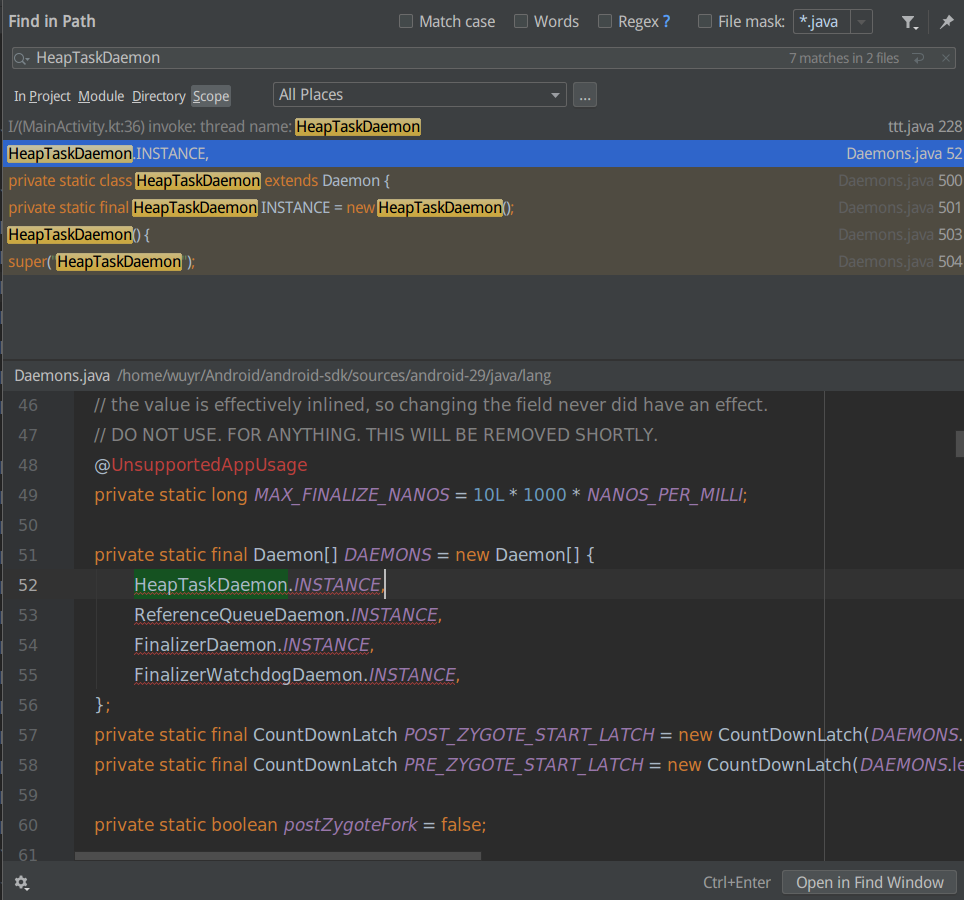 Find in Path Match case Words Regex ? File mask: *.java
HeapTaskDaemon 7 matches in 2 files
In Project Module Directory Scope All Places ...
I/(MainActivity.kt:36) invoke: thread name: HeapTaskDaemon ttt.java 228
HeapTaskDaemon.INSTANCE, Daemons.java 52
private static class HeapTaskDaemon extends Daemon { Daemons.java 500
private static final HeapTaskDaemon INSTANCE = new HeapTaskDaemon(); Daemons.java 501
HeapTaskDaemon() { Daemons.java 503
super("HeapTaskDaemon"); Daemons.java 504
Daemons.java /home/wuyr/Android/android-sdk/sources/android-29/java/lang
46 // the value is effectively inlined, so changing the field never did have an effect.
47 // DO NOT USE. FOR ANYTHING. THIS WILL BE REMOVED SHORTLY.
48 @UnsupportedAppUsage
49 private static long MAX_FINALIZE_NANOS = 10L * 1000 * NANOS_PER_MILLI;
50
51 private static final Daemon[] DAEMONS = new Daemon[] {
52 HeapTaskDaemon.INSTANCE,
53 ReferenceQueueDaemon.INSTANCE,
54 FinalizerDaemon.INSTANCE,
55 FinalizerWatchdogDaemon.INSTANCE,
56 };
57 private static final CountDownLatch POST_ZYGOTE_START_LATCH = new CountDownLatch(DAEMONS.
58 private static final CountDownLatch PRE_ZYGOTE_START_LATCH = new CountDownLatch(DAEMONS.le
59
60 private static boolean postZygoteFork = false;
61
Ctrl+Enter Open in Find Window